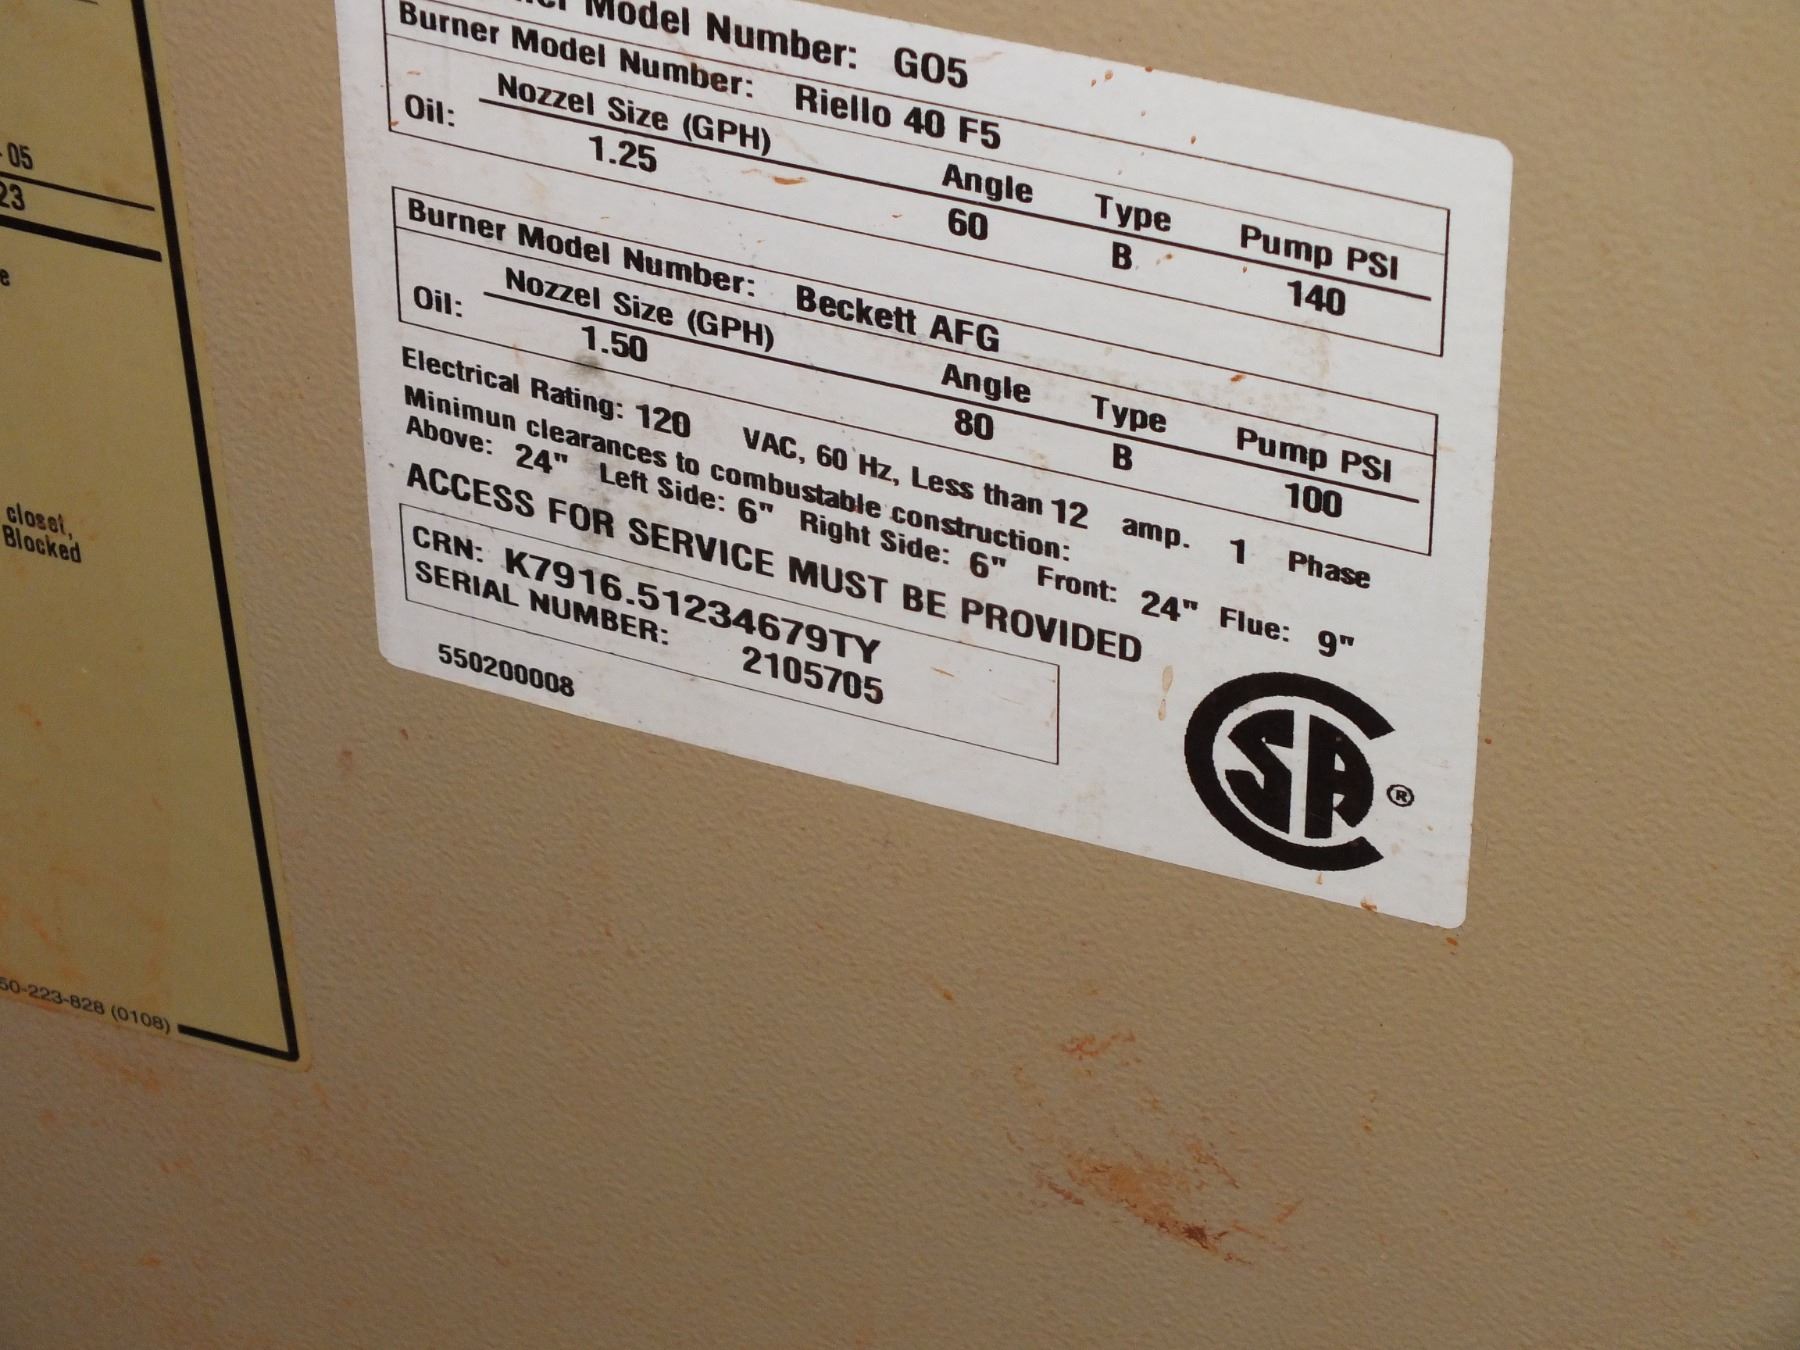 Model Number: GO5
Burner Model Number: Riello 40 F5
Nozzel Size (GPH) Angle Type Pump PSI
Oil: 1.25 60 B 140
Burner Model Number: Beckett AFG
Nozzel Size (GPH) Angle Type Pump PSI
Oil: 1.50 80 B 100
Electrical Rating: 120 VAC, 60 Hz, Less than 12 amp. 1 Phase
Minimun clearances to combustable construction:
Above: 24" Left Side: 6" Right Side: 6" Front: 24" Flue: 9"
ACCESS FOR SERVICE MUST BE PROVIDED
CRN: K7916.51234679TY
SERIAL NUMBER: 2105705
550200008
CSA ®
05
23
closet,
Blocked
50-223-828 (0108)